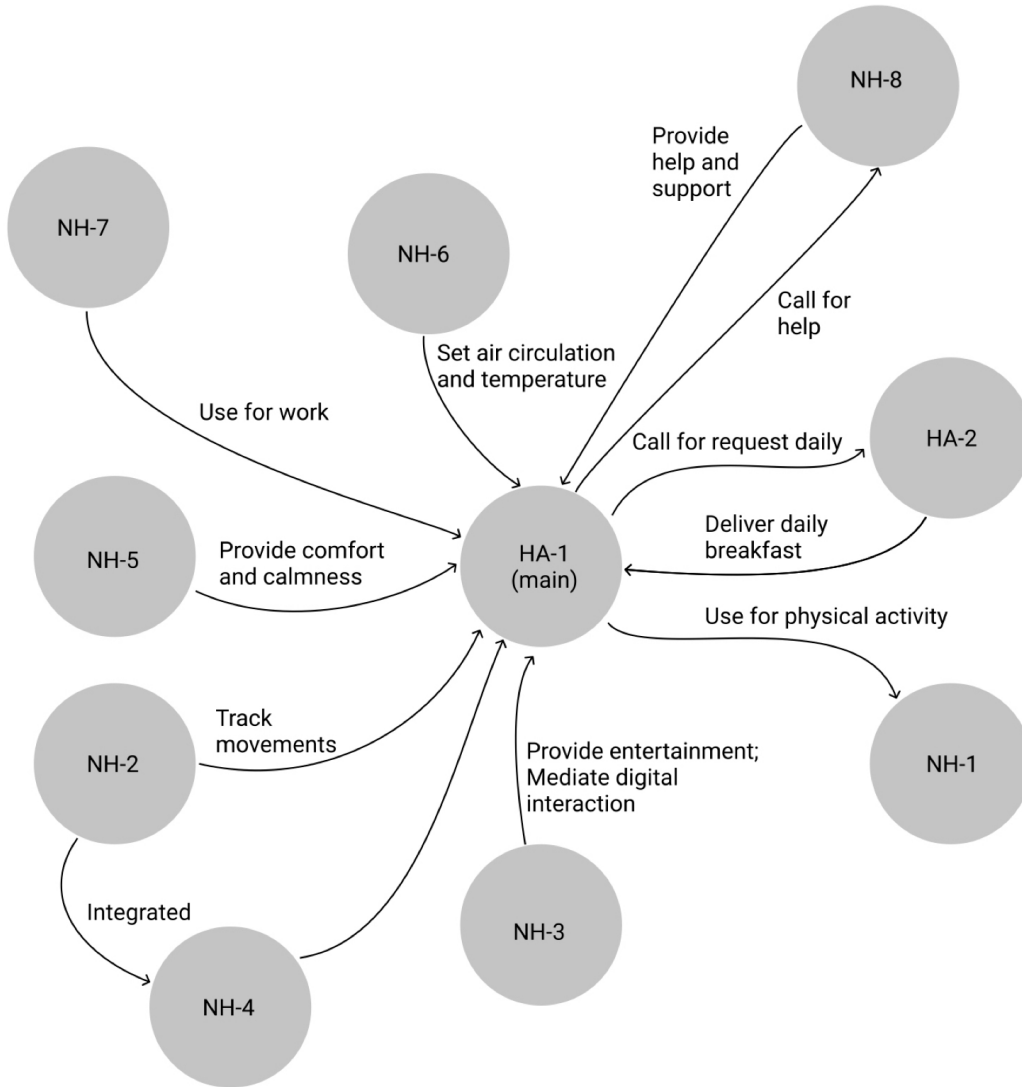 NH-8
Provide
help and
support
NH-7
NH-6
Call for
help
Set air circulation
and temperature
Use for work
Call for request daily
HA-2
NH-5
Provide comfort
and calmness
HA-1
(main)
Deliver daily
breakfast
Use for physical activity
NH-2
Track
movements
Provide entertainment;
Mediate digital
interaction
NH-1
Integrated
NH-3
NH-4